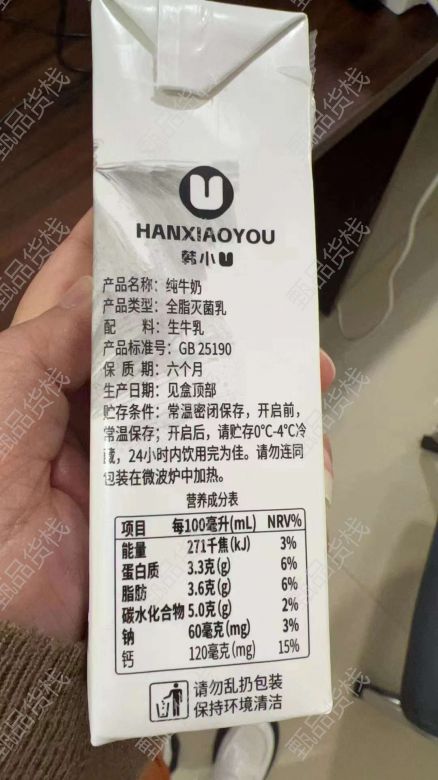 U
HANXIAOYOU
韩小U
产品名称：纯牛奶
产品类型：全脂灭菌乳
配 料：生牛乳
产品标准号：GB 25190
保 质 期：六个月
生产日期：见盒顶部
贮存条件：常温密闭保存，开启前，
常温保存；开启后，请贮存0℃-4℃冷
藏，24小时内饮用完为佳。请勿连同
包装在微波炉中加热。
营养成分表
项目 每100毫升(mL) NRV%
能量 271千焦(kJ) 3%
蛋白质 3.3克(g) 6%
脂肪 3.6克(g) 6%
碳水化合物 5.0克(g) 2%
钠 60毫克(mg) 3%
钙 120毫克(mg) 15%
请勿乱扔包装
保持环境清洁
甄品货栈